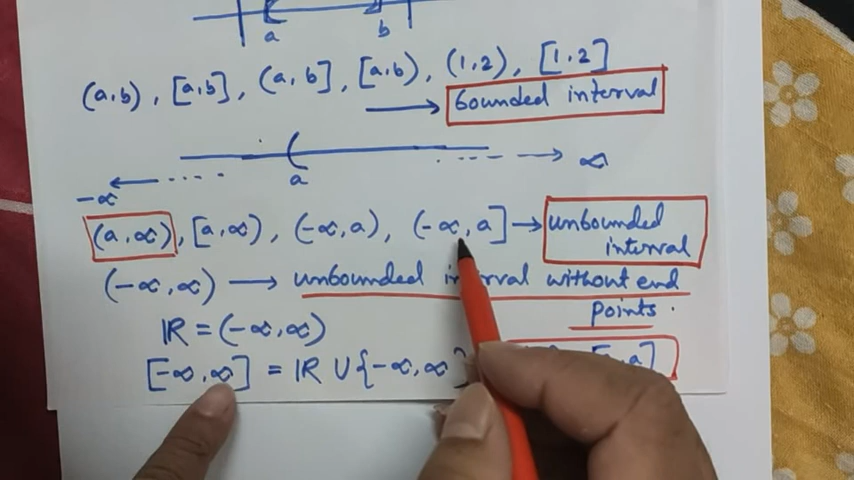 a b
(a,b), [a,b], (a,b], [a,b), (1,2), [1,2]
→ bounded interval
a ∞
-∞
(a,∞), [a,∞), (-∞,a), (-∞,a] → unbounded interval
(-∞,∞) → unbounded interval without end points.
ℝ = (-∞,∞)
[-∞,∞] = ℝ ∪ {-∞,∞} a]